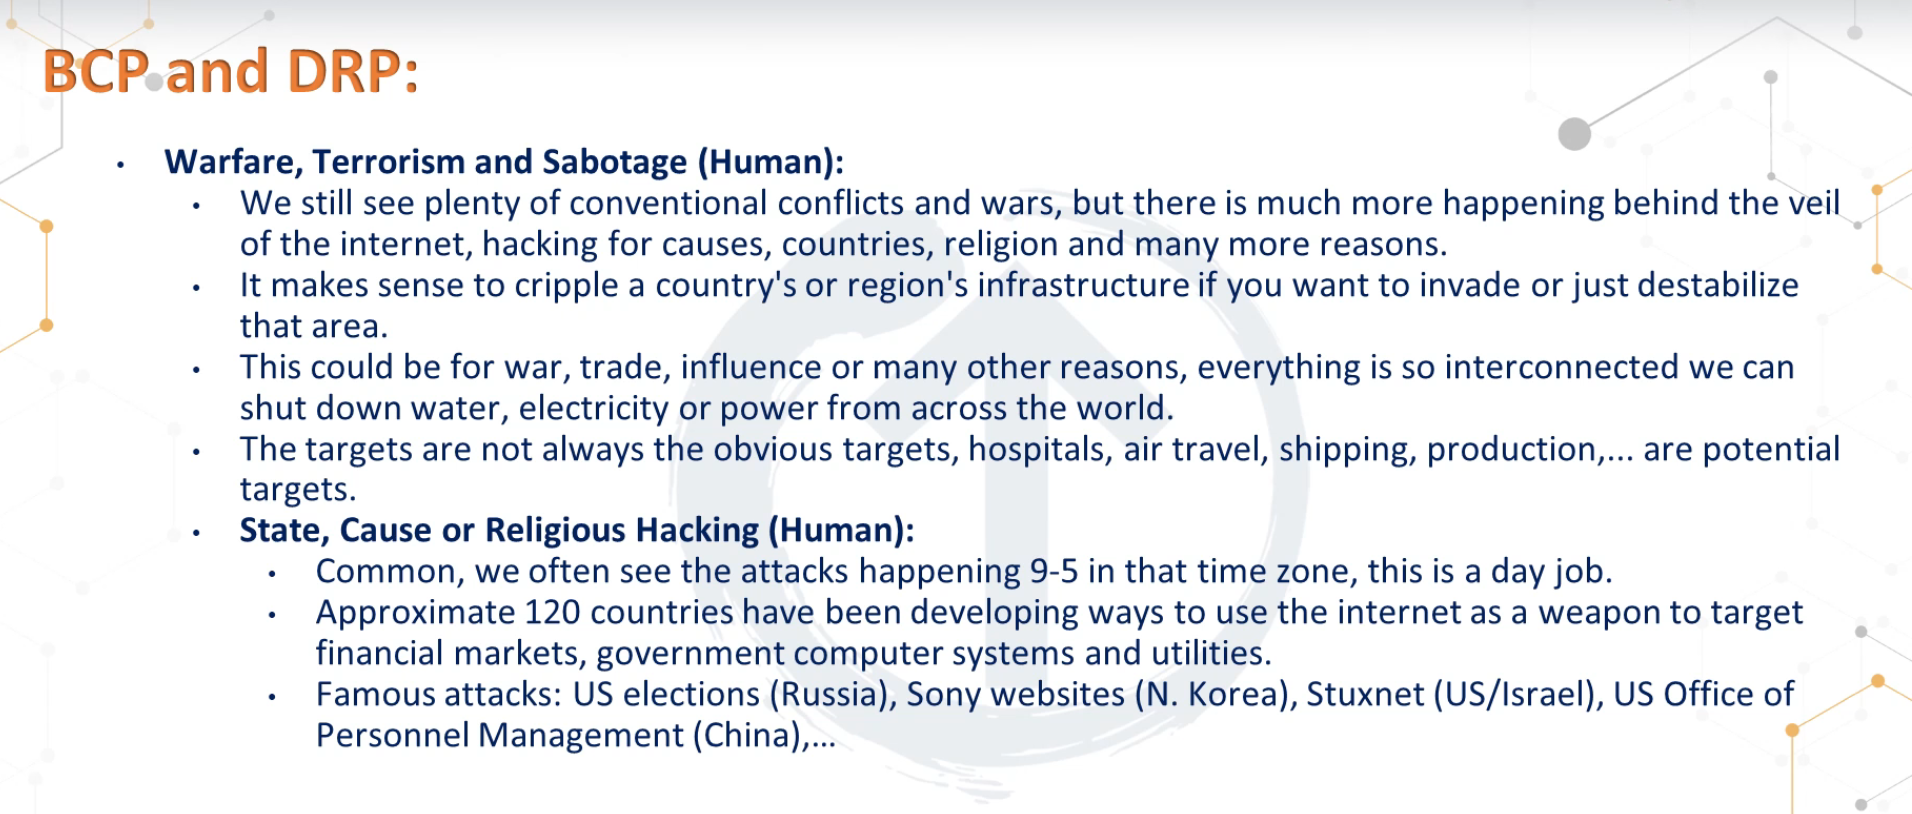 BCP and DRP:
• Warfare, Terrorism and Sabotage (Human):
• We still see plenty of conventional conflicts and wars, but there is much more happening behind the veil
of the internet, hacking for causes, countries, religion and many more reasons.
• It makes sense to cripple a country's or region's infrastructure if you want to invade or just destabilize
that area.
• This could be for war, trade, influence or many other reasons, everything is so interconnected we can
shut down water, electricity or power from across the world.
• The targets are not always the obvious targets, hospitals, air travel, shipping, production,... are potential
targets.
• State, Cause or Religious Hacking (Human):
• Common, we often see the attacks happening 9-5 in that time zone, this is a day job.
• Approximate 120 countries have been developing ways to use the internet as a weapon to target
financial markets, government computer systems and utilities.
• Famous attacks: US elections (Russia), Sony websites (N. Korea), Stuxnet (US/Israel), US Office of
Personnel Management (China),...